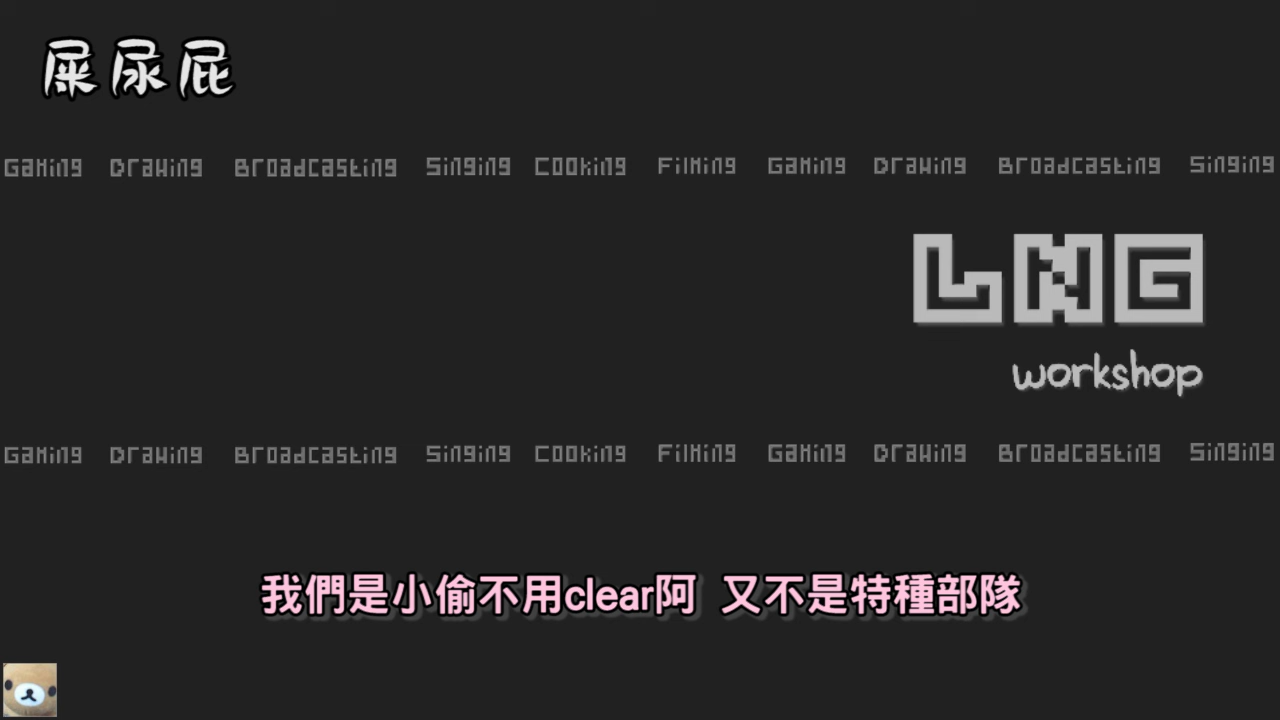 屎尿屁
Gaming Drawing Broadcasting Singing Cooking Filming Gaming Drawing Broadcasting Singing
LNG
workshop
Gaming Drawing Broadcasting Singing Cooking Filming Gaming Drawing Broadcasting Singing
我們是小偷不用clear阿 又不是特種部隊